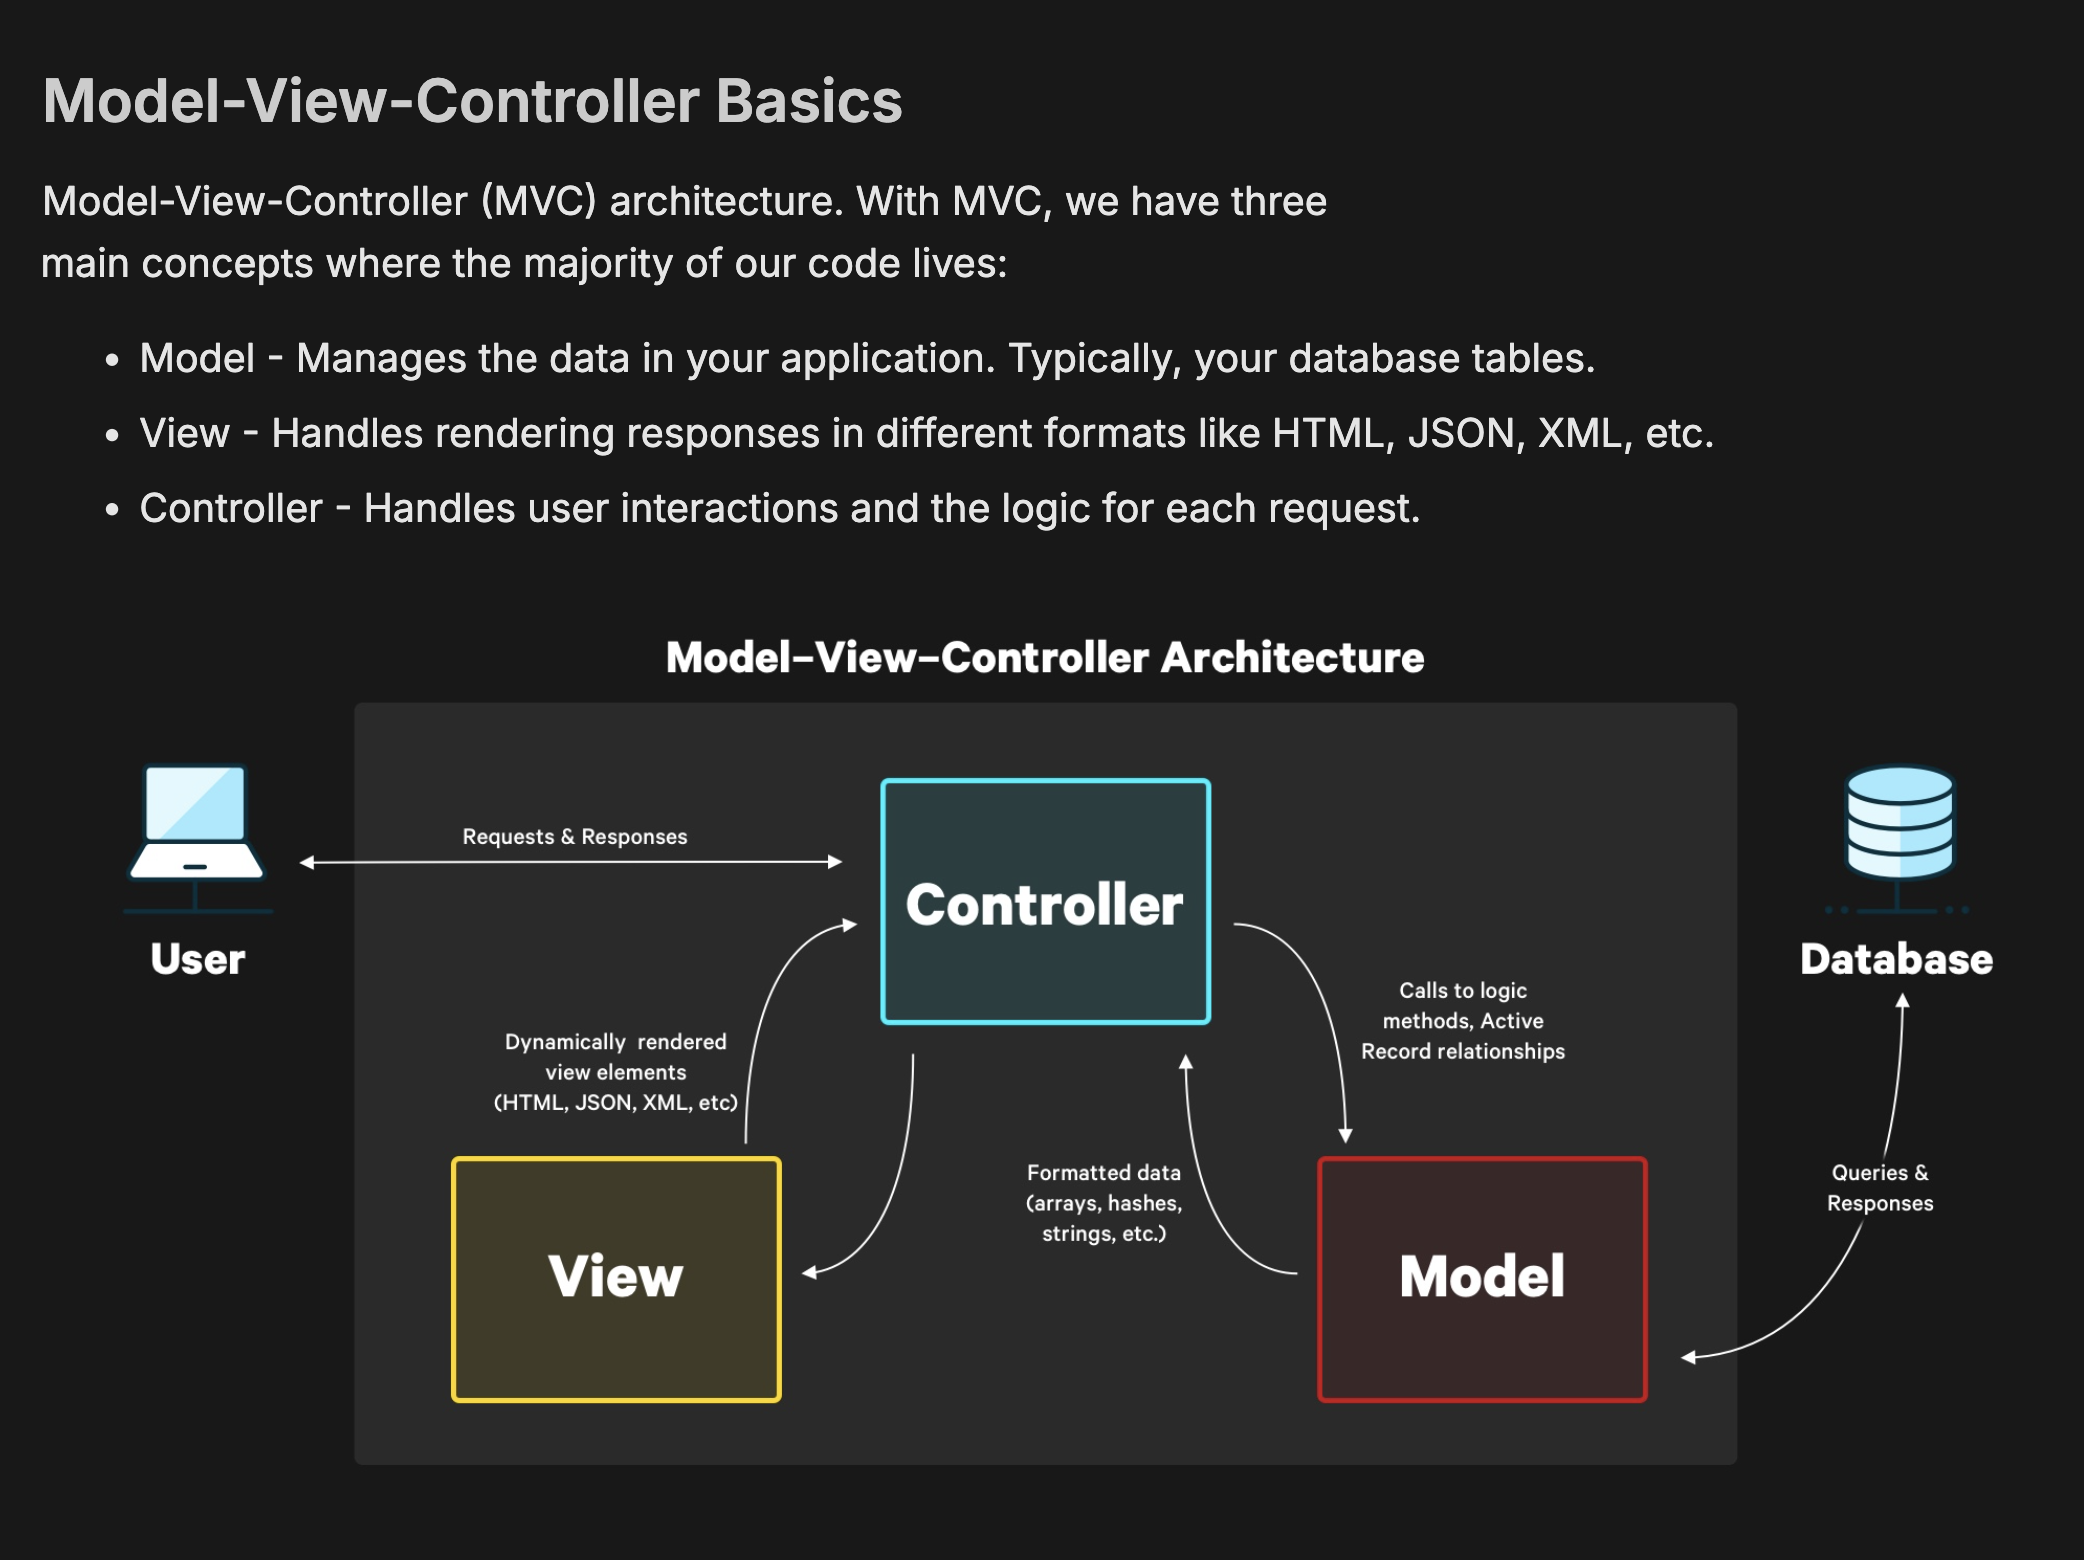 Model-View-Controller Basics
Model-View-Controller (MVC) architecture. With MVC, we have three
main concepts where the majority of our code lives:
• Model - Manages the data in your application. Typically, your database tables.
• View - Handles rendering responses in different formats like HTML, JSON, XML, etc.
• Controller - Handles user interactions and the logic for each request.
Model–View–Controller Architecture
Requests & Responses
Controller
User
Database
Calls to logic
methods, Active
Record relationships
Dynamically rendered
view elements
(HTML, JSON, XML, etc)
Formatted data
(arrays, hashes,
strings, etc.)
Queries &
Responses
View
Model